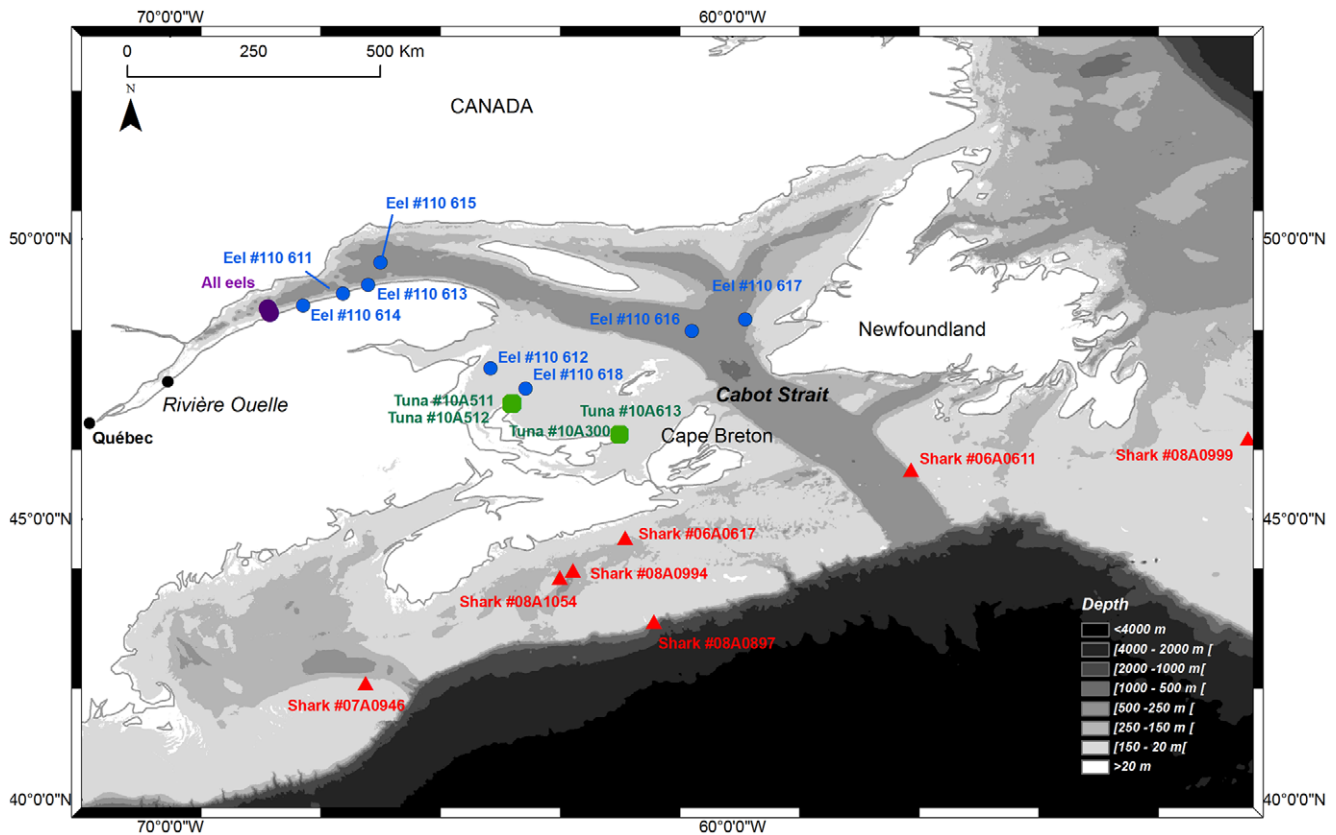 70°0'0"W
60°0'0"W
0
250
500 Km
N
CANADA
Eel #110 615
50°0'0"N
50°0'0"N
Eel #110 611
All eels
Eel #110 613
Eel #110 617
Eel #110 614
Eel #110 616
Newfoundland
Eel #110 612
Eel #110 618
Cabot Strait
Tuna #10A511
Rivière Ouelle
Tuna #10A613
Tuna #10A512
Tuna #10A300
Cape Breton
Québec
Shark #08A0999
Shark #06A0611
45°0'0"N
45°0'0"N
Shark #06A0617
Shark #08A0994
Shark #08A1054
Depth
<4000 m
Shark #08A0897
[4000 - 2000 m [
[2000 -1000 m[
[1000 - 500 m [
Shark #07A0946
[500 -250 m [
[250 -150 m [
[150 - 20 m[
>20 m
40°0'0"N
40°0'0"N
70°0'0"W
60°0'0"W